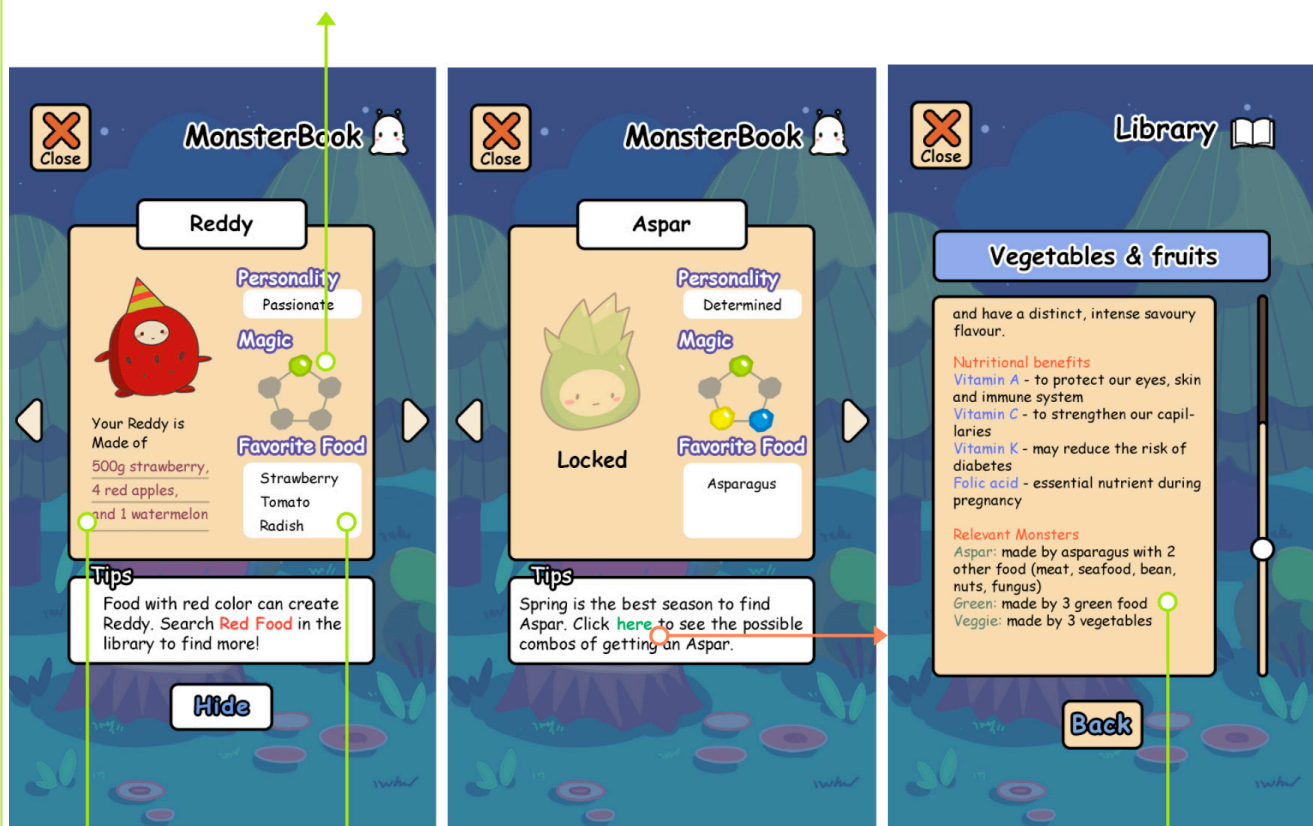 Close
MonsterBook
Reddy
Personality
Passionate
Magic
Your Reddy is
Made of
500g strawberry,
4 red apples,
and 1 watermelon
Favorite Food
Strawberry
Tomato
Radish
Tips
Food with red color can create
Reddy. Search Red Food in the
library to find more!
Hide
Close
MonsterBook
Aspar
Personality
Determined
Magic
Locked
Favorite Food
Asparagus
Tips
Spring is the best season to find
Aspar. Click here to see the possible
combos of getting an Aspar.
Close
Library
Vegetables & fruits
and have a distinct, intense savoury
flavour.
Nutritional benefits
Vitamin A - to protect our eyes, skin
and immune system
Vitamin C - to strengthen our capil-
laries
Vitamin K - may reduce the risk of
diabetes
Folic acid - essential nutrient during
pregnancy
Relevant Monsters
Aspar: made by asparagus with 2
other food (meat, seafood, bean,
nuts, fungus)
Green: made by 3 green food
Veggie: made by 3 vegetables
Back